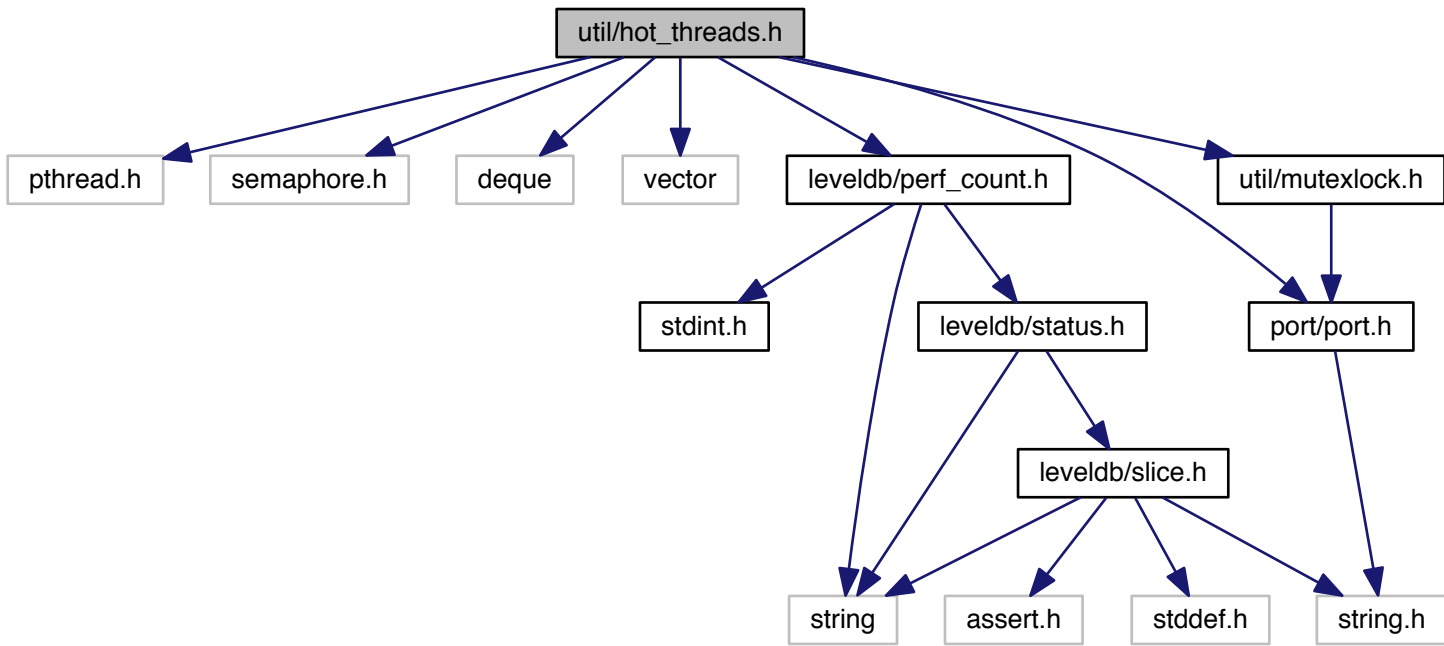 util/hot_threads.h
pthread.h
semaphore.h
deque
vector
leveldb/perf_count.h
util/mutexlock.h
stdint.h
leveldb/status.h
port/port.h
leveldb/slice.h
string
assert.h
stddef.h
string.h